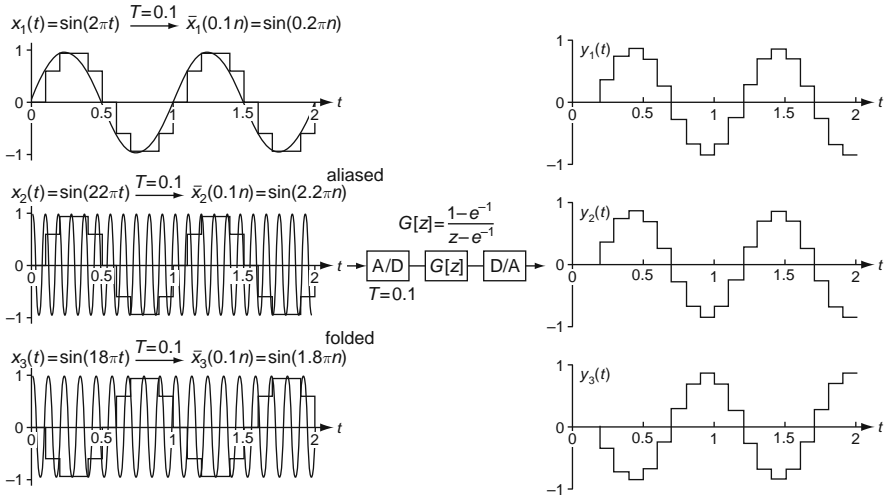 x₁(t)=sin(2πt) T=0.1 x̄₁(0.1n)=sin(0.2πn)
1
0
0.5
1
1.5
2
t
−1
y₁(t)
1
0
0.5
1
1.5
2
t
−1
aliased
x₂(t)=sin(22πt) T=0.1 x̄₂(0.1n)=sin(2.2πn)
1
0
0.5
1
1.5
2
t
−1
G[z]=(1−e⁻¹)/(z−e⁻¹)
A/D
G[z]
D/A
T=0.1
y₂(t)
1
0
0.5
1
1.5
2
t
−1
folded
x₃(t)=sin(18πt) T=0.1 x̄₃(0.1n)=sin(1.8πn)
1
0
0.5
1
1.5
2
t
−1
y₃(t)
1
0
0.5
1
1.5
2
t
−1